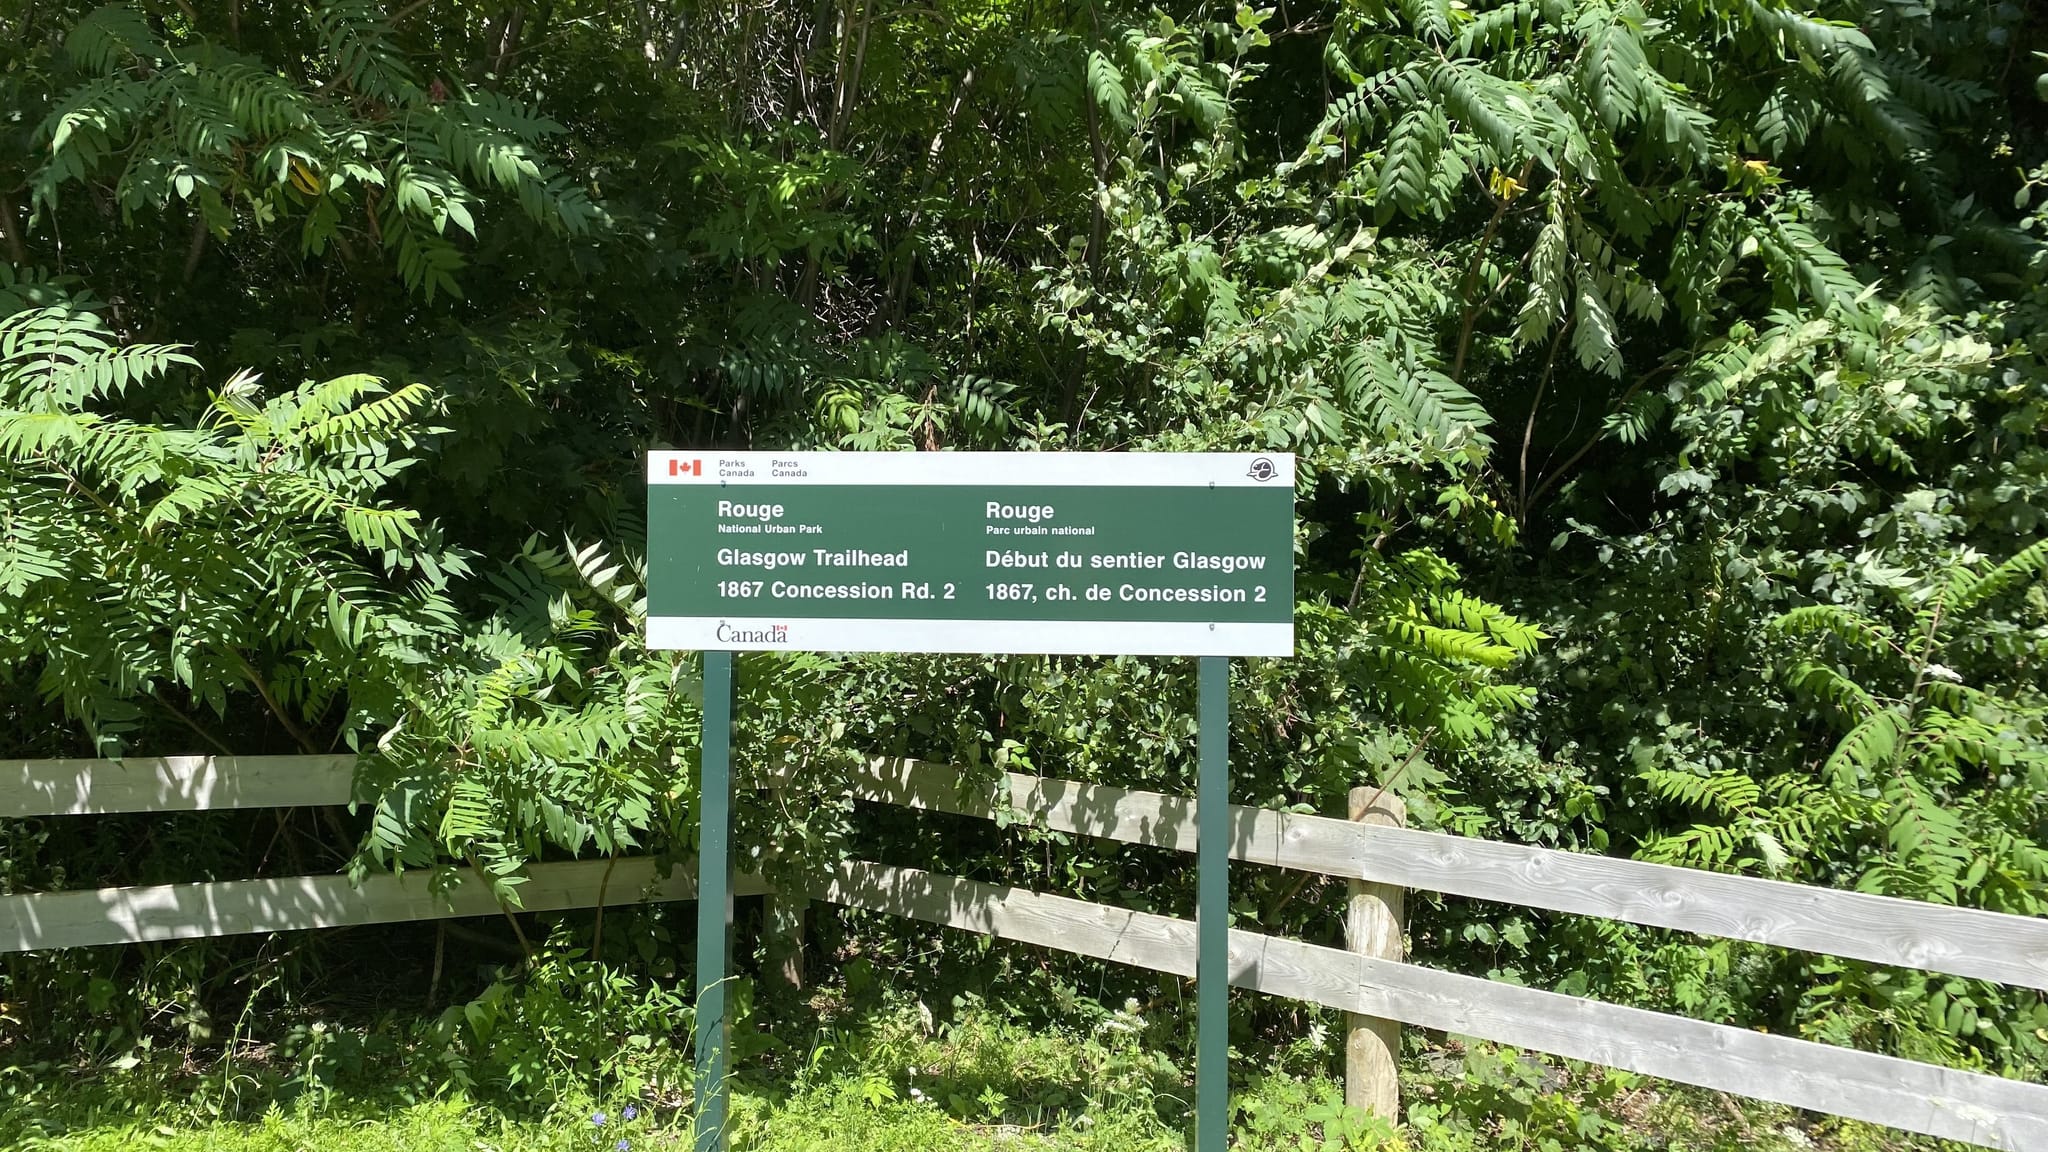 Parks
Canada
Parcs
Canada
Rouge
National Urban Park
Glasgow Trailhead
1867 Concession Rd. 2
Rouge
Parc urbain national
Début du sentier Glasgow
1867, ch. de Concession 2
Canada